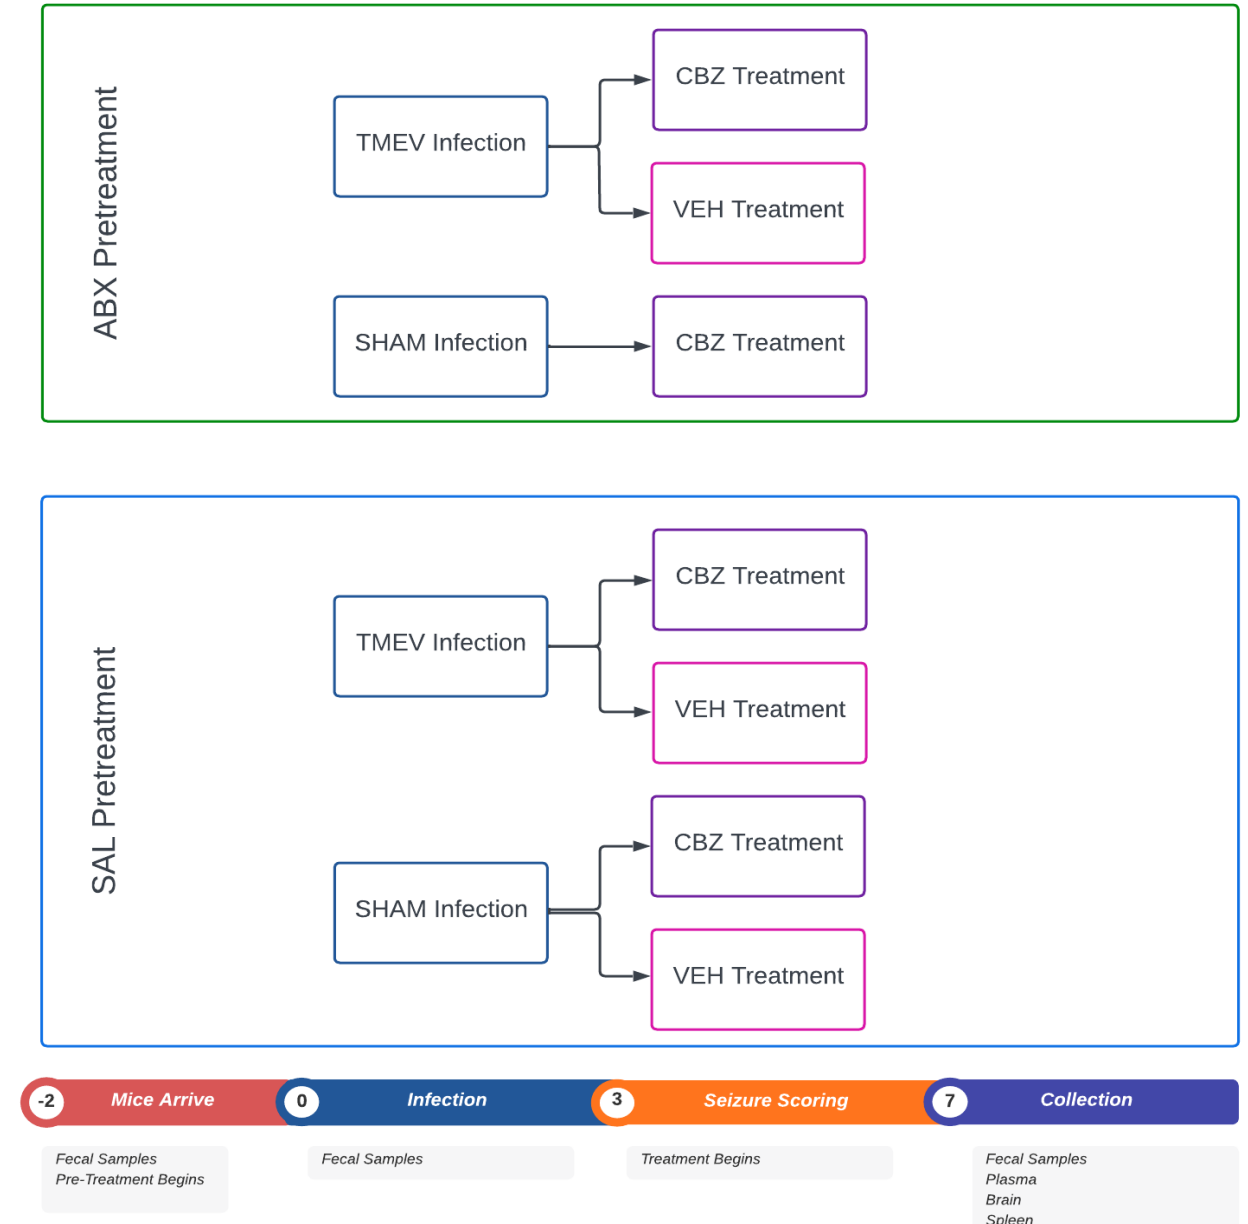 ABX Pretreatment
TMEV Infection
CBZ Treatment
VEH Treatment
SHAM Infection
CBZ Treatment
SAL Pretreatment
TMEV Infection
CBZ Treatment
VEH Treatment
SHAM Infection
CBZ Treatment
VEH Treatment
-2 Mice Arrive
Fecal Samples
Pre-Treatment Begins
0 Infection
Fecal Samples
3 Seizure Scoring
Treatment Begins
7 Collection
Fecal Samples
Plasma
Brain
Spleen